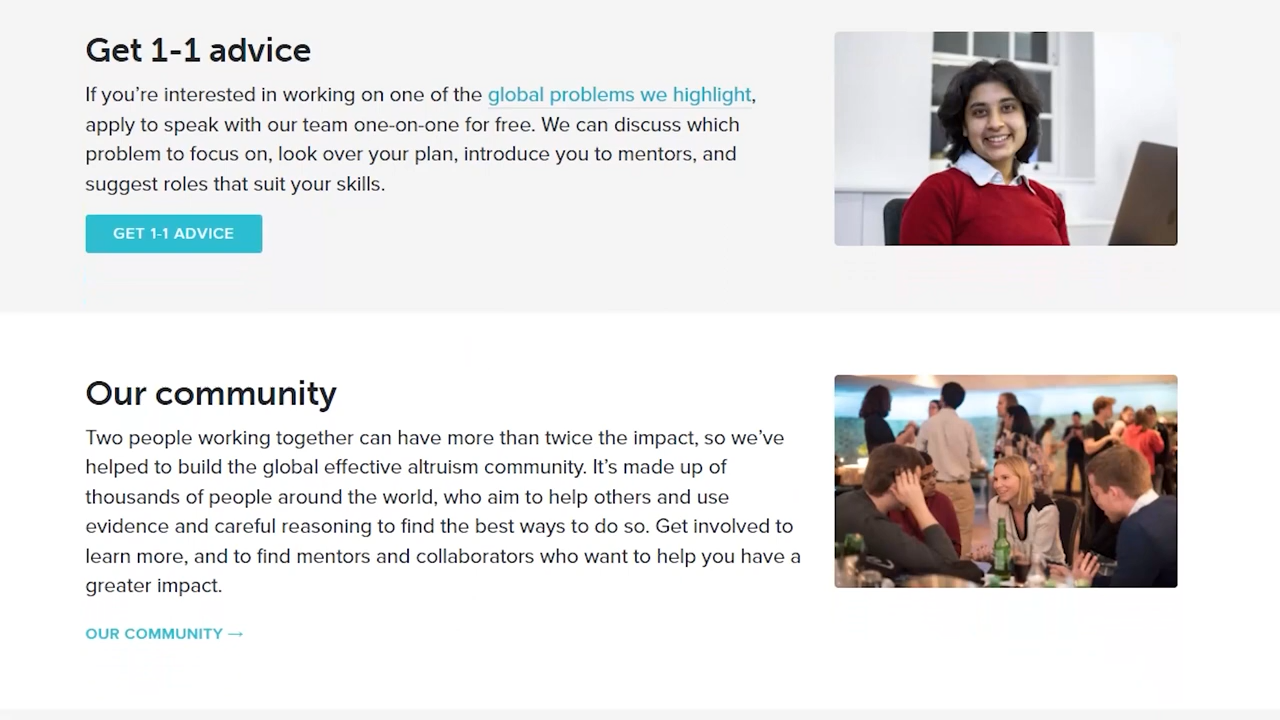 Get 1-1 advice
If you're interested in working on one of the global problems we highlight,
apply to speak with our team one-on-one for free. We can discuss which
problem to focus on, look over your plan, introduce you to mentors, and
suggest roles that suit your skills.
GET 1-1 ADVICE
Our community
Two people working together can have more than twice the impact, so we've
helped to build the global effective altruism community. It's made up of
thousands of people around the world, who aim to help others and use
evidence and careful reasoning to find the best ways to do so. Get involved to
learn more, and to find mentors and collaborators who want to help you have a
greater impact.
OUR COMMUNITY →